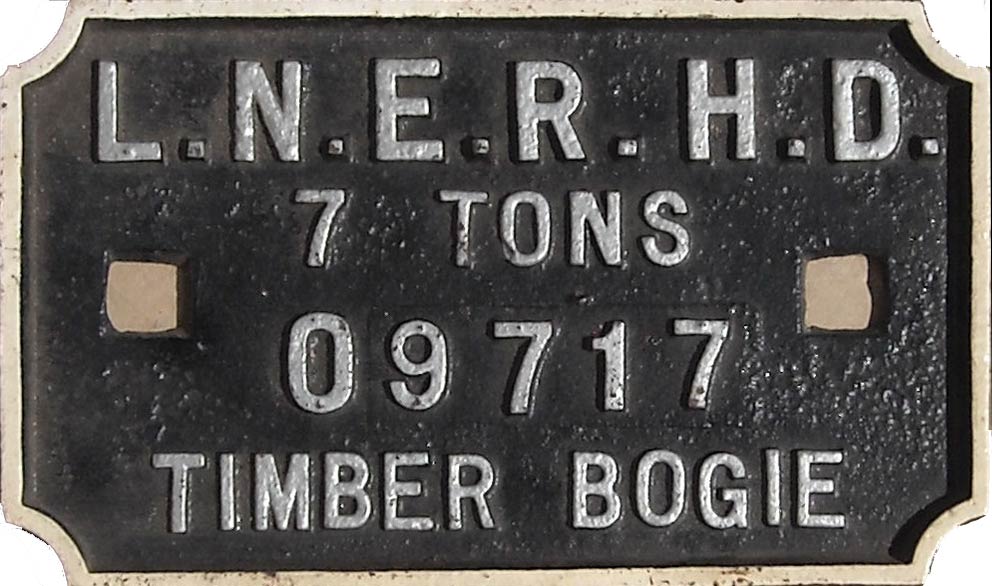 L.N.E.R.H.D.
7 TONS
09717
TIMBER BOGIE